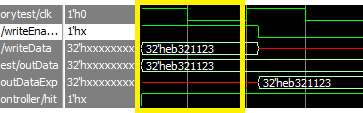 orytest/clk 1'h0
/writeEna... 1'hx
/writeData 32'hxxxxxxxx 32'heb321123
est/outData 32'hxxxxxxxx 32'heb321123
outDataExp 32'hxxxxxxxx 32'heb321123
ontroller/hit 1'hx